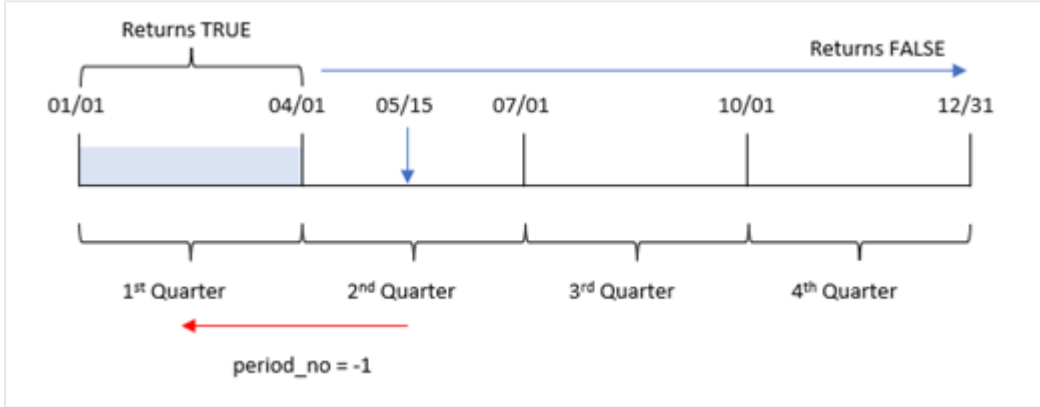 Returns TRUE
Returns FALSE
01/01 04/01 05/15 07/01 10/01 12/31
1st Quarter 2nd Quarter 3rd Quarter 4th Quarter
period_no = -1